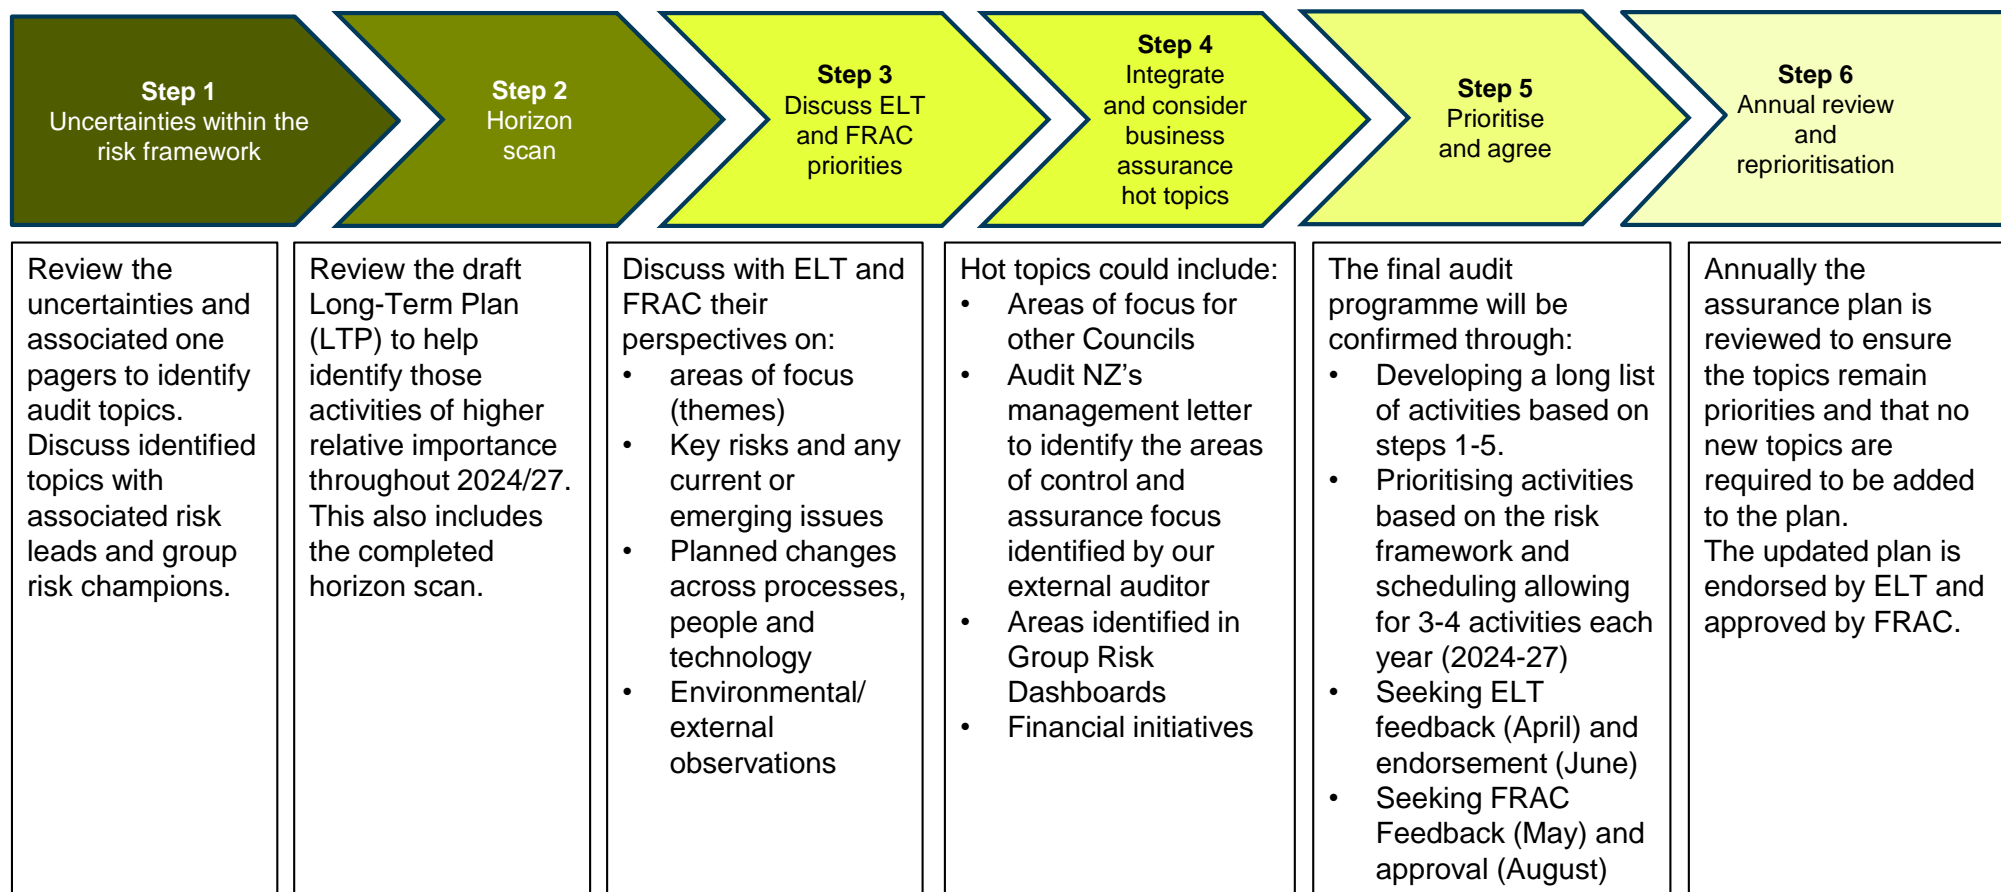 Step 1
Uncertainties within the
risk framework
Step 2
Horizon
scan
Step 3
Discuss ELT
and FRAC
priorities
Step 4
Integrate
and consider
business
assurance
hot topics
Step 5
Prioritise
and agree
Step 6
Annual review
and
reprioritisation
Review the
uncertainties and
associated one
pagers to identify
audit topics.
Discuss identified
topics with
associated risk
leads and group
risk champions.
Review the draft
Long-Term Plan
(LTP) to help
identify those
activities of higher
relative importance
throughout 2024/27.
This also includes
the completed
horizon scan.
Discuss with ELT and
FRAC their
perspectives on:
• areas of focus
(themes)
• Key risks and any
current or
emerging issues
• Planned changes
across processes,
people and
technology
• Environmental/
external
observations
Hot topics could include:
• Areas of focus for
other Councils
• Audit NZ’s
management letter
to identify the areas
of control and
assurance focus
identified by our
external auditor
• Areas identified in
Group Risk
Dashboards
• Financial initiatives
The final audit
programme will be
confirmed through:
• Developing a long list
of activities based on
steps 1-5.
• Prioritising activities
based on the risk
framework and
scheduling allowing
for 3-4 activities each
year (2024-27)
• Seeking ELT
feedback (April) and
endorsement (June)
• Seeking FRAC
Feedback (May) and
approval (August)
Annually the
assurance plan is
reviewed to ensure
the topics remain
priorities and that no
new topics are
required to be added
to the plan.
The updated plan is
endorsed by ELT and
approved by FRAC.